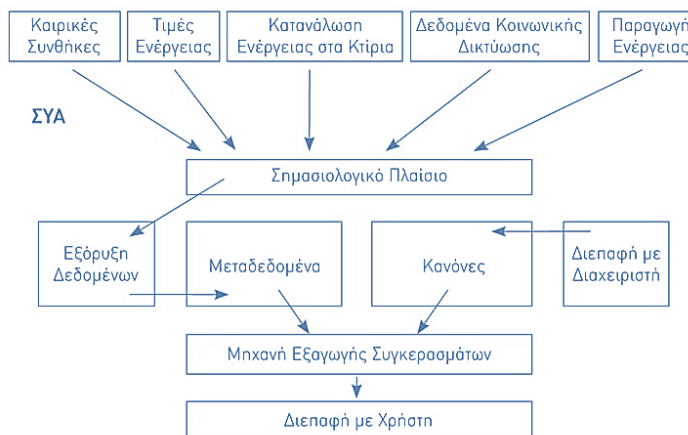 Καιρικές
Συνθήκες
Τιμές
Ενέργειας
Κατανάλωση
Ενέργειας στα Κτίρια
Δεδομένα Κοινωνικής
Δικτύωσης
Παραγωγή
Ενέργειας
ΣΥΑ
Σημασιολογικό Πλαίσιο
Εξόρυξη
Δεδομένων
Μεταδεδομένα
Κανόνες
Διεπαφή με
Διαχειριστή
Μηχανή Εξαγωγής Συγκερασμάτων
Διεπαφή με Χρήστη